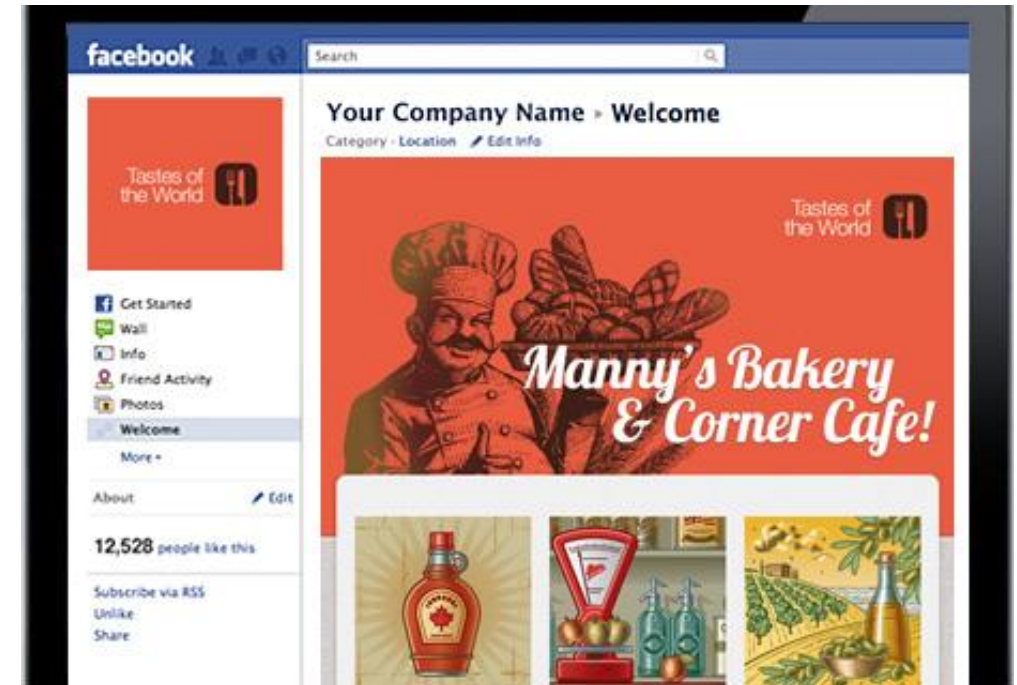 facebook
Search
Tastes of
the World
Get Started
Wall
Info
Friend Activity
Photos
Welcome
More
About
Edit
12,528 people like this
Subscribe via RSS
Unlike
Share
Your Company Name » Welcome
Category - Location Edit Info
Tastes of
the World
Manny's Bakery
& Corner Cafe!